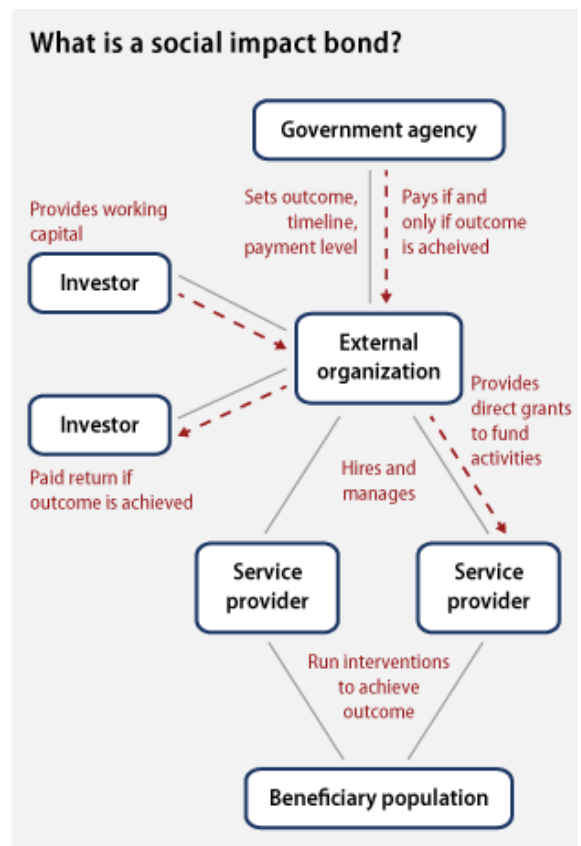 What is a social impact bond?
Government agency
Sets outcome,
timeline,
payment level
Pays if and
only if outcome
is acheived
Provides working
capital
Investor
External
organization
Investor
Paid return if
outcome is achieved
Provides
direct grants
to fund
activities
Hires and
manages
Service
provider
Service
provider
Run interventions
to achieve
outcome
Beneficiary population